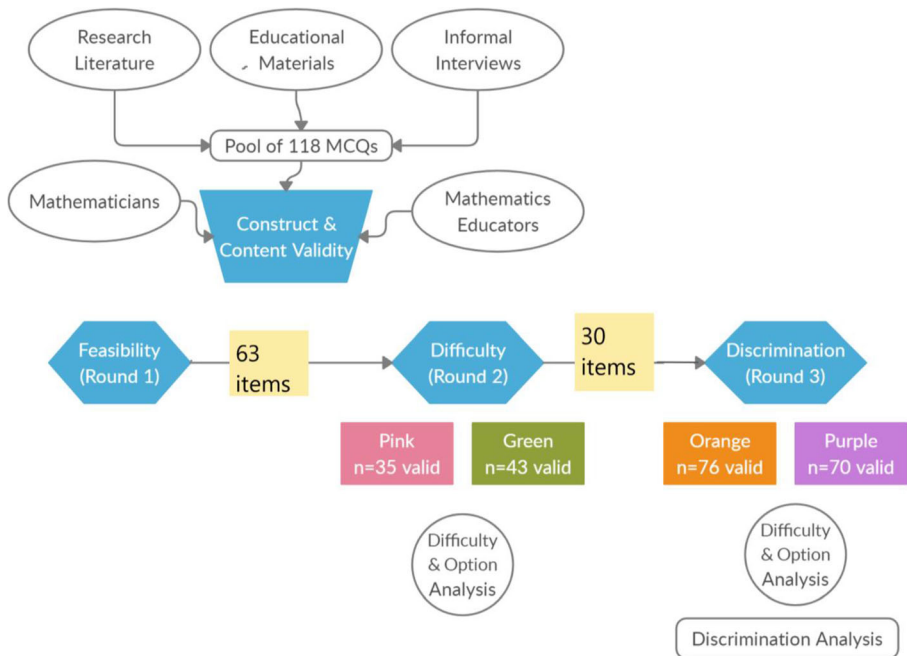 Research
Literature
Educational
Materials
Informal
Interviews
Pool of 118 MCQs
Mathematicians
Construct &
Content Validity
Mathematics
Educators
Feasibility
(Round 1)
63
items
Difficulty
(Round 2)
30
items
Discrimination
(Round 3)
Pink
n=35 valid
Green
n=43 valid
Orange
n=76 valid
Purple
n=70 valid
Difficulty
& Option
Analysis
Difficulty
& Option
Analysis
Discrimination Analysis